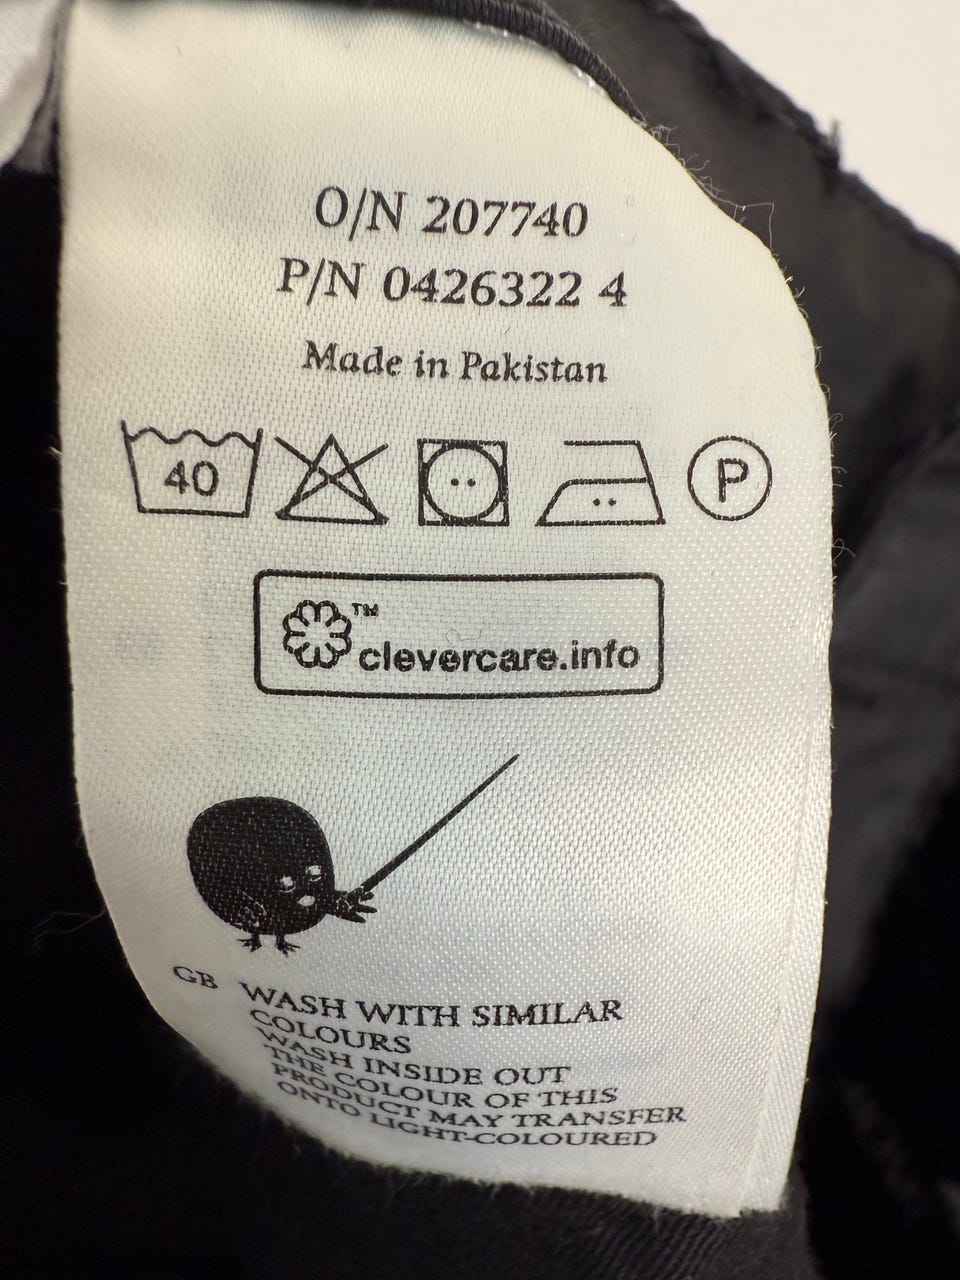 O/N 207740
P/N 0426322 4
Made in Pakistan
40 P
™
clevercare.info
GB WASH WITH SIMILAR
COLOURS
WASH INSIDE OUT
THE COLOUR OF THIS
PRODUCT MAY TRANSFER
ONTO LIGHT-COLOURED